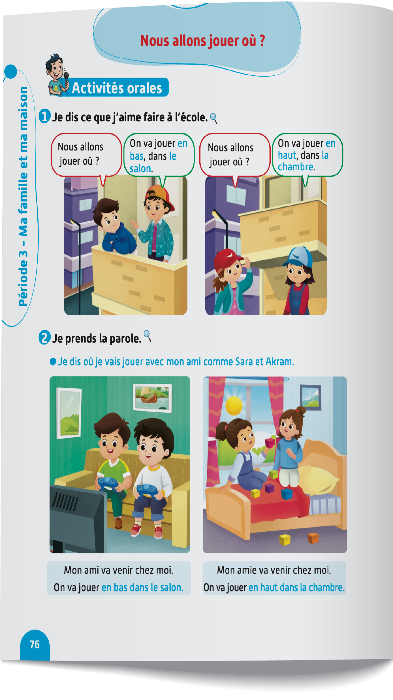 Nous allons jouer où ?
Activités orales
1 Je dis ce que j'aime faire à l'école.
Nous allons
jouer où ?
On va jouer en
bas, dans le
salon.
Nous allons
jouer où ?
On va jouer en
haut, dans la
chambre.
Période 3 - Ma famille et ma maison
2 Je prends la parole.
Je dis où je vais jouer avec mon ami comme Sara et Akram.
Mon ami va venir chez moi.
On va jouer en bas dans le salon.
Mon amie va venir chez moi.
On va jouer en haut dans la chambre.
76